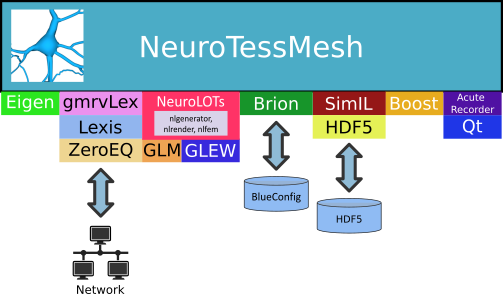 NeuroTessMesh
Eigen
gmrvLex
NeuroLOTs
Brion
SimIL
Boost
Acute
Recorder
Lexis
nlgenerator,
nlrender, nlfem
HDF5
Qt
ZeroEQ
GLM
GLEW
BlueConfig
HDF5
Network